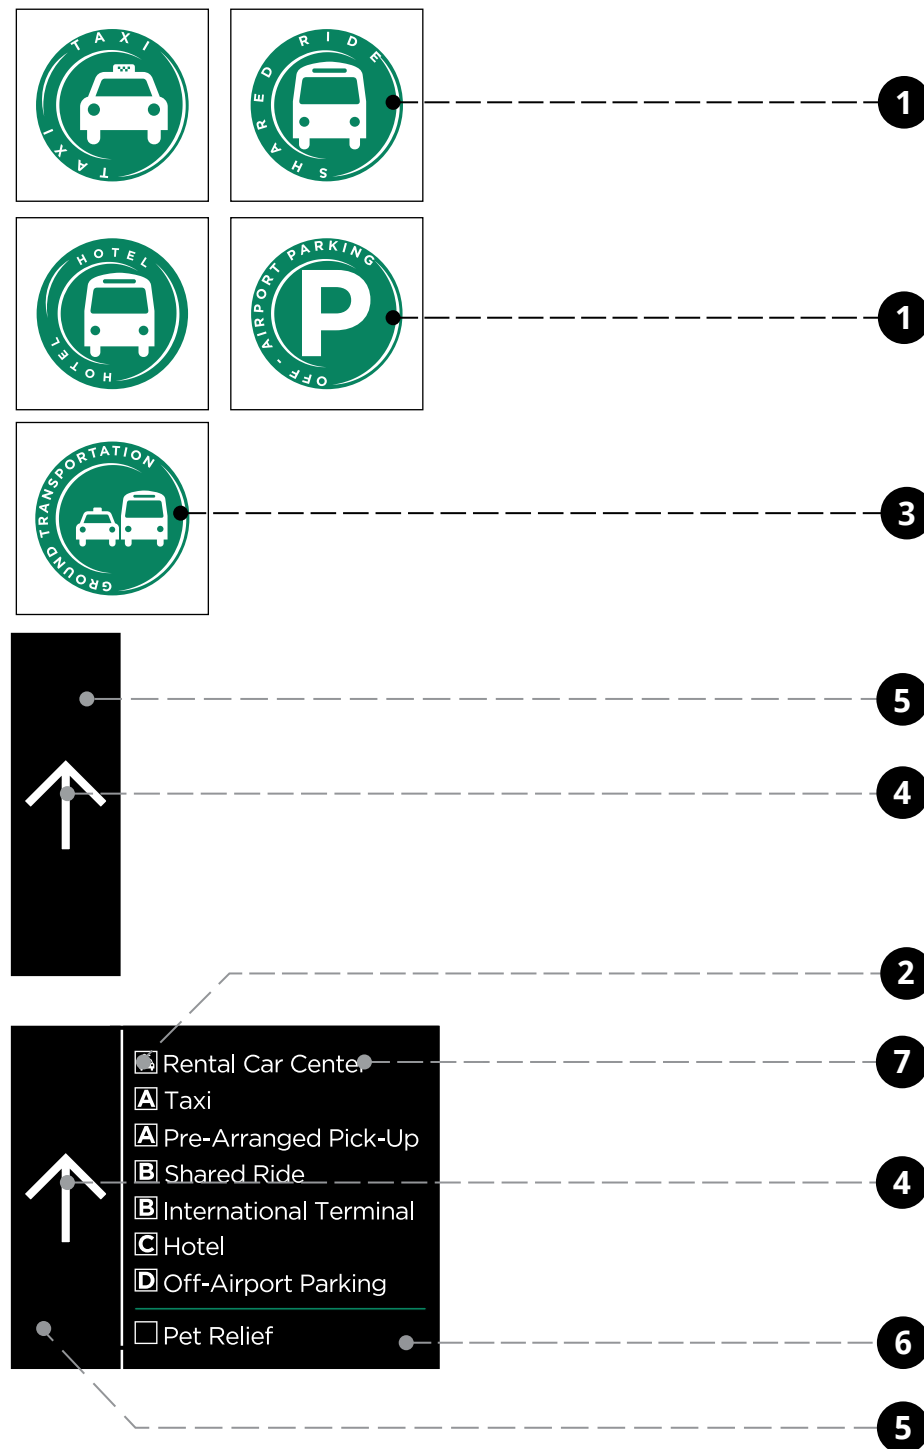 TAXI
TAXI
SHARED RIDE
1
HOTEL
HOTEL
OFF - AIRPORT PARKING
P
1
GROUND TRANSPORTATION
3
5
4
2
Rental Car Center
7
A Taxi
A Pre-Arranged Pick-Up
B Shared Ride
4
B International Terminal
C Hotel
D Off-Airport Parking
Pet Relief
6
5